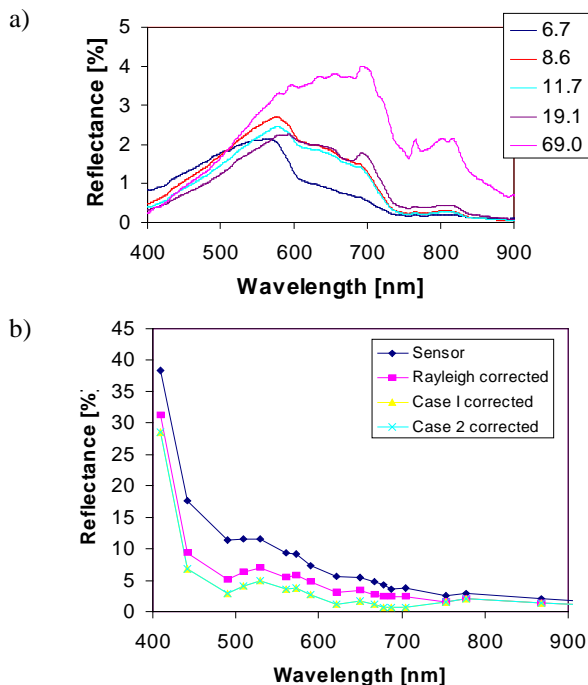 a)
Reflectance [%]
5
4
3
2
1
0
400 500 600 700 800 900
Wavelength [nm]
6.7
8.6
11.7
19.1
69.0
b)
Reflectance [%]
45
40
35
30
25
20
15
10
5
0
400 500 600 700 800 900
Wavelength [nm]
Sensor
Rayleigh corrected
Case I corrected
Case 2 corrected